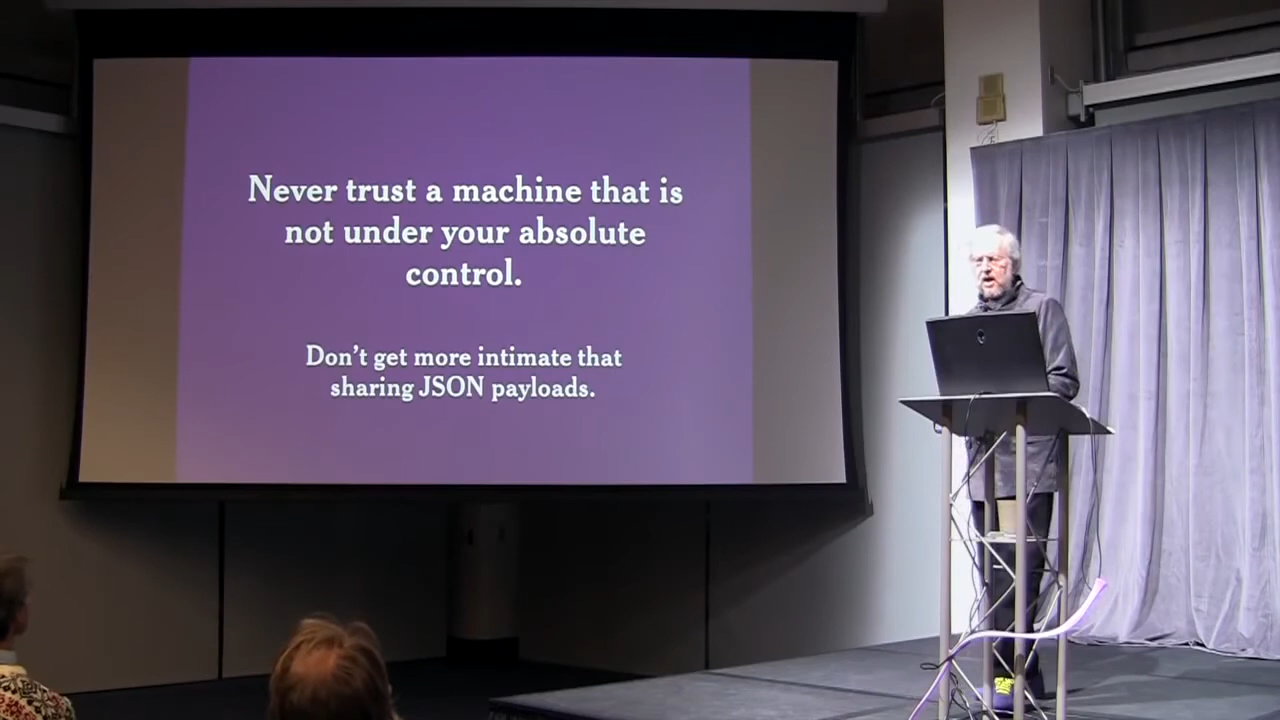 Never trust a machine that is
not under your absolute
control.
Don't get more intimate that
sharing JSON payloads.